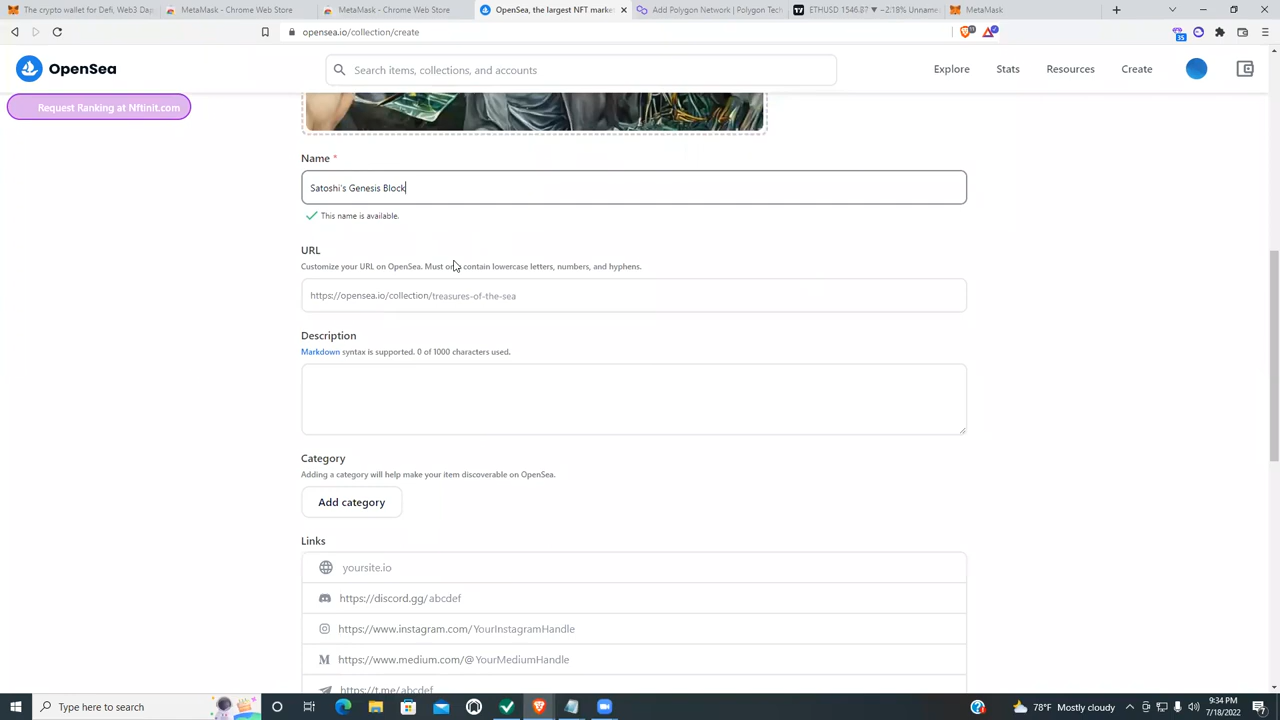 The crypto wallet for Defi, Web3 Dap
MetaMask - Chrome Web Store
MetaMask - Chrome Web Store
OpenSea, the largest NFT marke
Add Polygon Network | Polygon Tech
ETHUSD 1546.87 ▼ −2.18% Unname
MetaMask
opensea.io/collection/create
35
OpenSea
Search items, collections, and accounts
Explore
Stats
Resources
Create
Request Ranking at Nftinit.com
Name *
Satoshi's Genesis Block
This name is available.
URL
Customize your URL on OpenSea. Must only contain lowercase letters, numbers, and hyphens.
https://opensea.io/collection/treasures-of-the-sea
Description
Markdown syntax is supported. 0 of 1000 characters used.
Category
Adding a category will help make your item discoverable on OpenSea.
Add category
Links
yoursite.io
https://discord.gg/abcdef
https://www.instagram.com/YourInstagramHandle
https://www.medium.com/@YourMediumHandle
https://t.me/abcdef
Type here to search
78°F Mostly cloudy
9:34 PM
7/18/2022